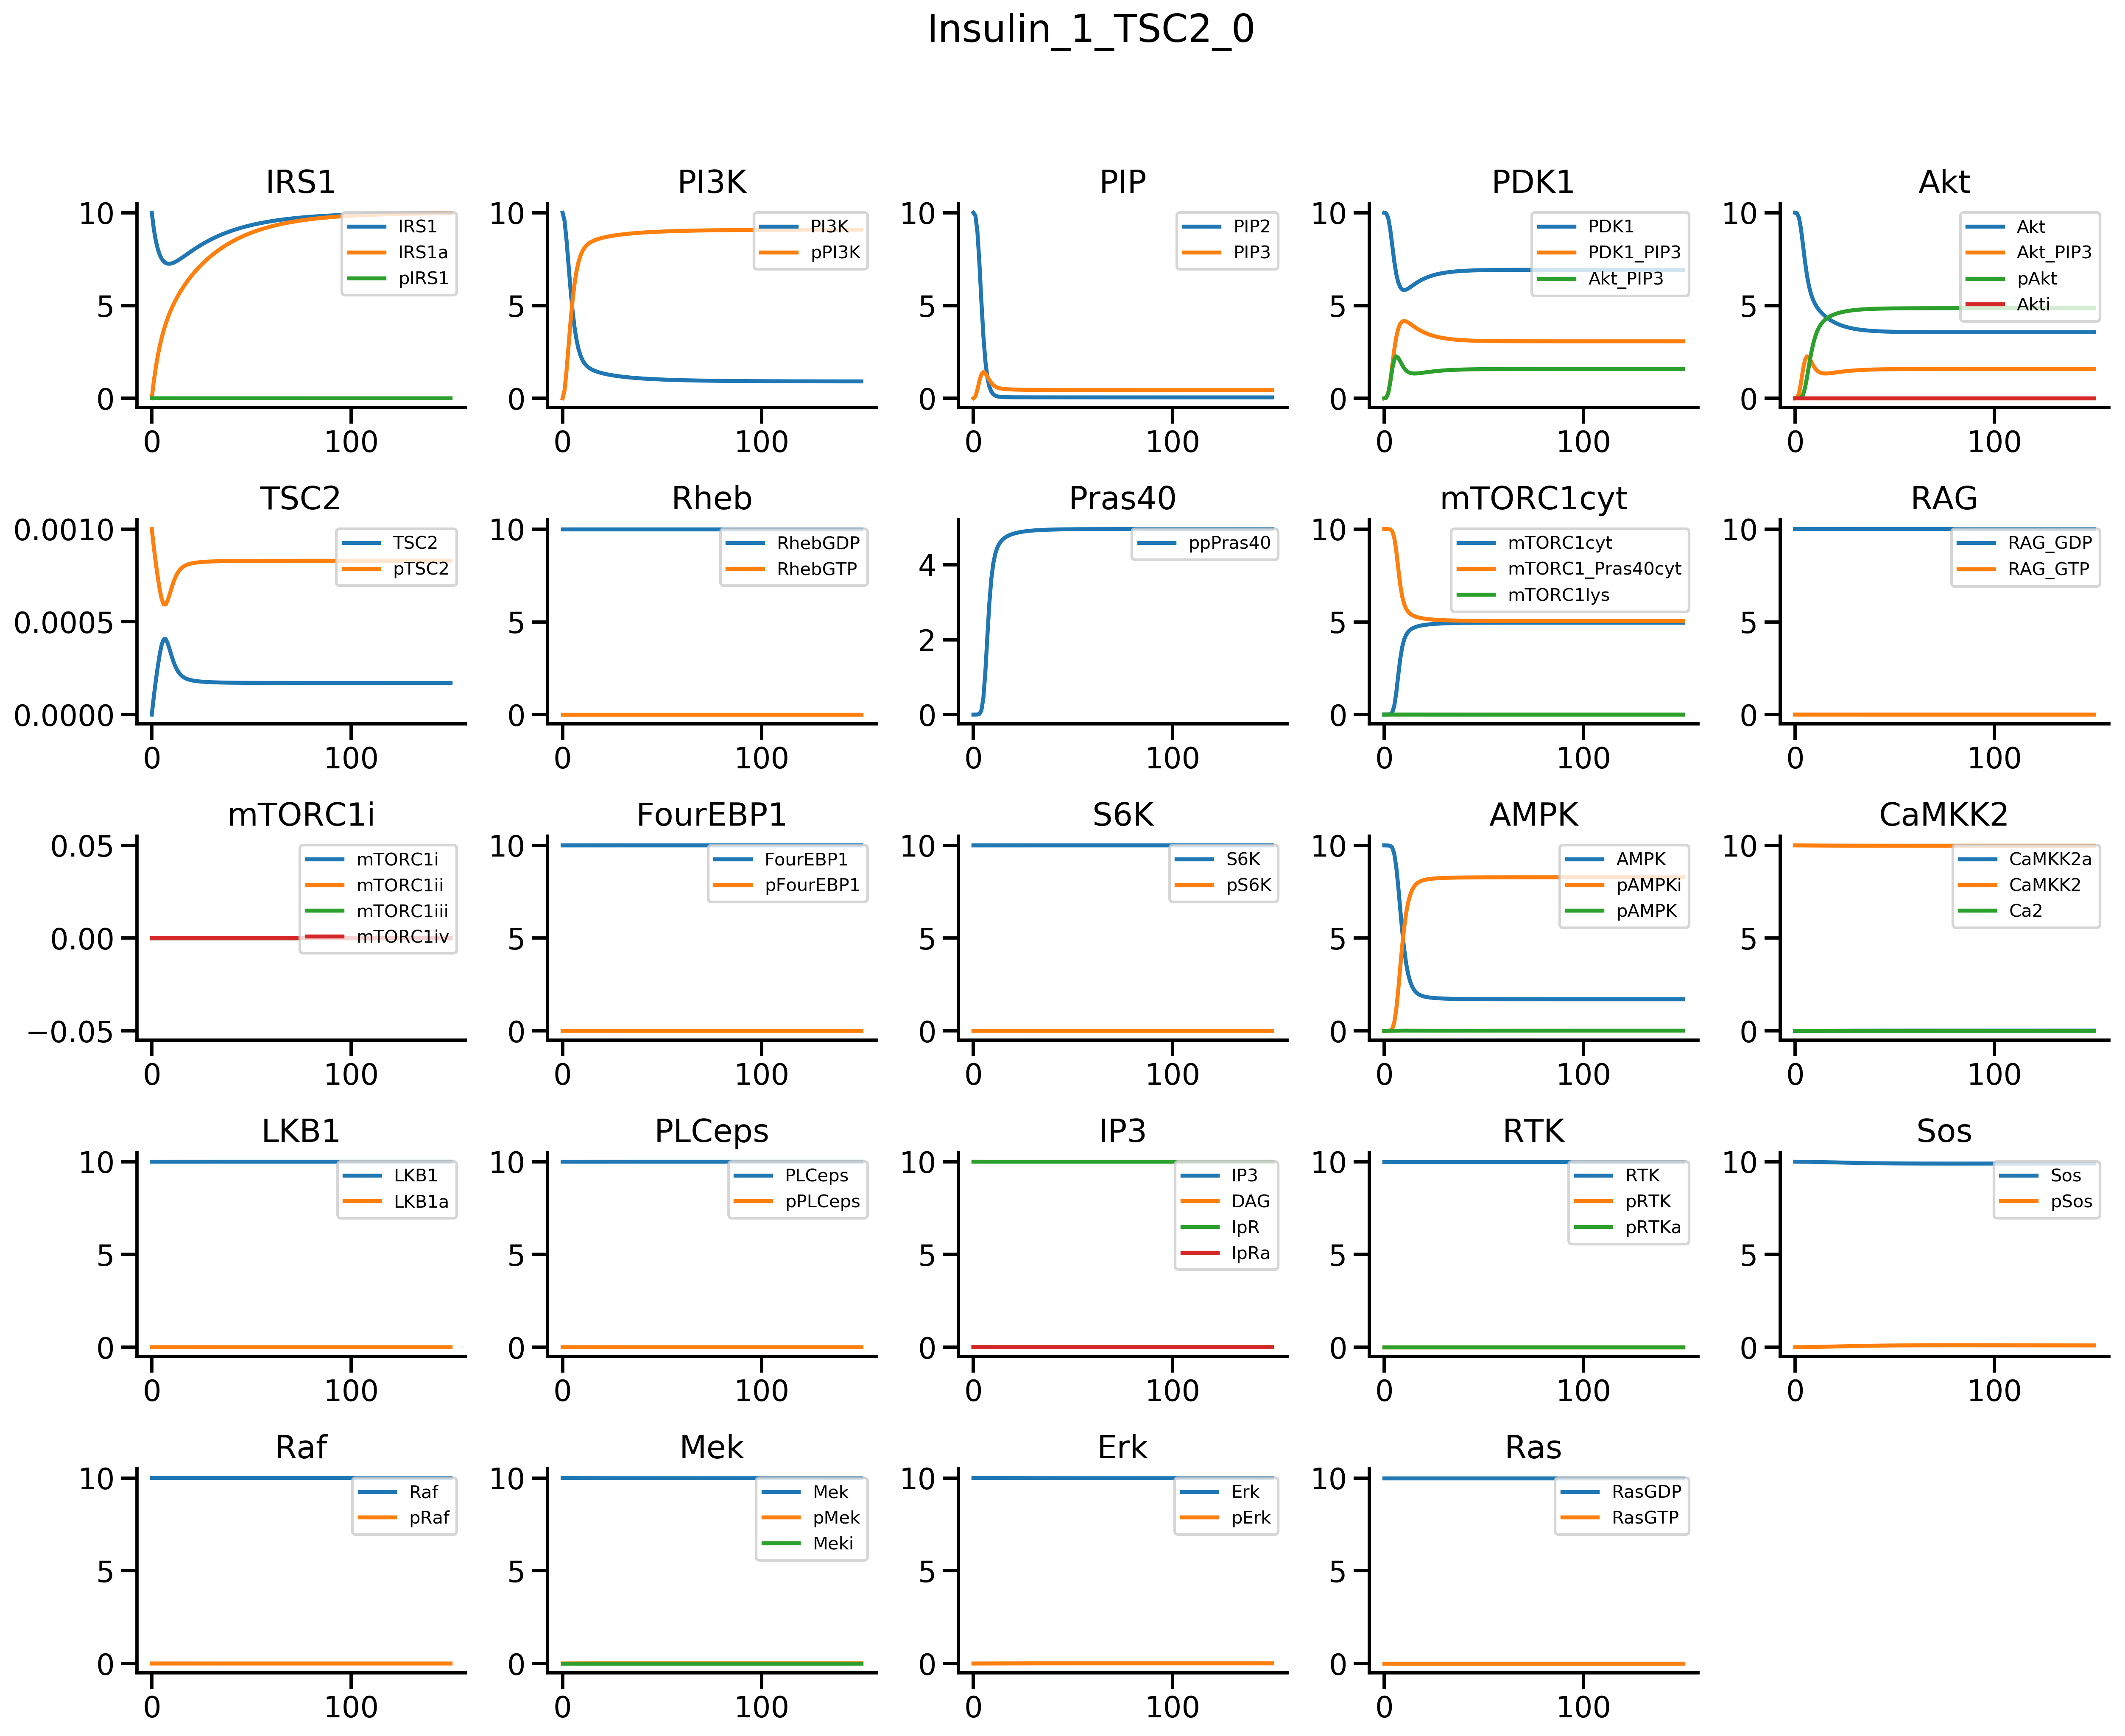 Insulin_1_TSC2_0
IRS1
10
5
0
0
100
IRS1
IRS1a
pIRS1
PI3K
10
5
0
0
100
PI3K
pPI3K
PIP
10
5
0
0
100
PIP2
PIP3
PDK1
10
5
0
0
100
PDK1
PDK1_PIP3
Akt_PIP3
Akt
10
5
0
0
100
Akt
Akt_PIP3
pAkt
Akti
TSC2
0.0010
0.0005
0.0000
0
100
TSC2
pTSC2
Rheb
10
5
0
0
100
RhebGDP
RhebGTP
Pras40
4
2
0
0
100
ppPras40
mTORC1cyt
10
5
0
0
100
mTORC1cyt
mTORC1_Pras40cyt
mTORC1lys
RAG
10
5
0
0
100
RAG_GDP
RAG_GTP
mTORC1i
0.05
0.00
−0.05
0
100
mTORC1i
mTORC1ii
mTORC1iii
mTORC1iv
FourEBP1
10
5
0
0
100
FourEBP1
pFourEBP1
S6K
10
5
0
0
100
S6K
pS6K
AMPK
10
5
0
0
100
AMPK
pAMPKi
pAMPK
CaMKK2
10
5
0
0
100
CaMKK2a
CaMKK2
Ca2
LKB1
10
5
0
0
100
LKB1
LKB1a
PLCeps
10
5
0
0
100
PLCeps
pPLCeps
IP3
10
5
0
0
100
IP3
DAG
IpR
IpRa
RTK
10
5
0
0
100
RTK
pRTK
pRTKa
Sos
10
5
0
0
100
Sos
pSos
Raf
10
5
0
0
100
Raf
pRaf
Mek
10
5
0
0
100
Mek
pMek
Meki
Erk
10
5
0
0
100
Erk
pErk
Ras
10
5
0
0
100
RasGDP
RasGTP